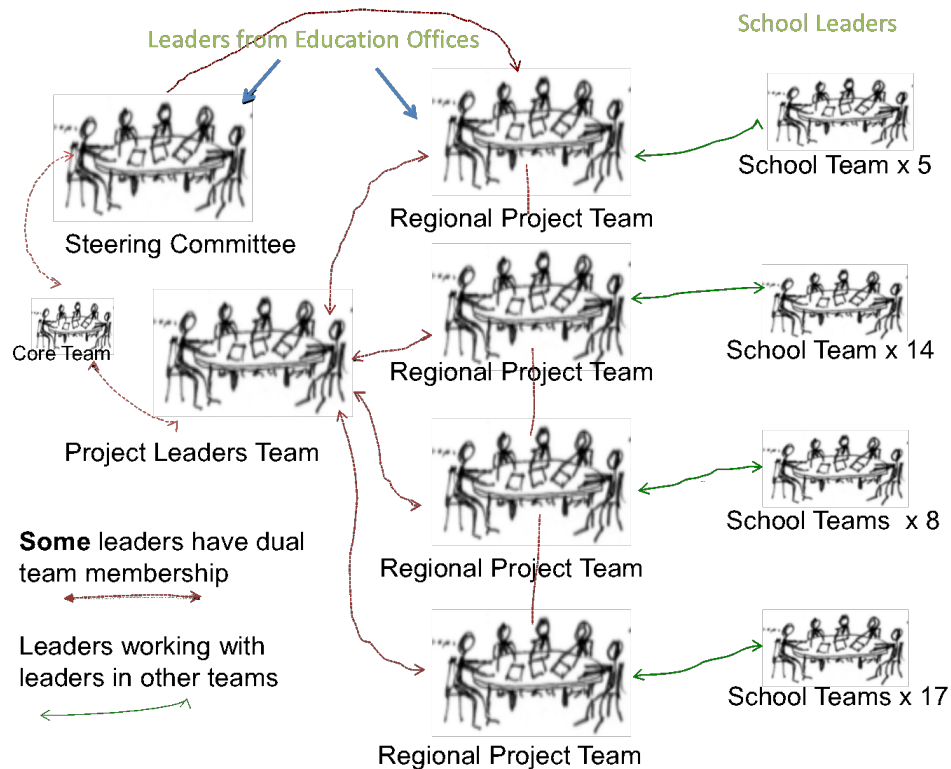 Leaders from Education Offices
School Leaders
Steering Committee
Regional Project Team
School Team x 5
Core Team
Project Leaders Team
Regional Project Team
School Team x 14
Regional Project Team
School Teams  x 8
Some leaders have dual
team membership
Leaders working with
leaders in other teams
Regional Project Team
School Teams x 17